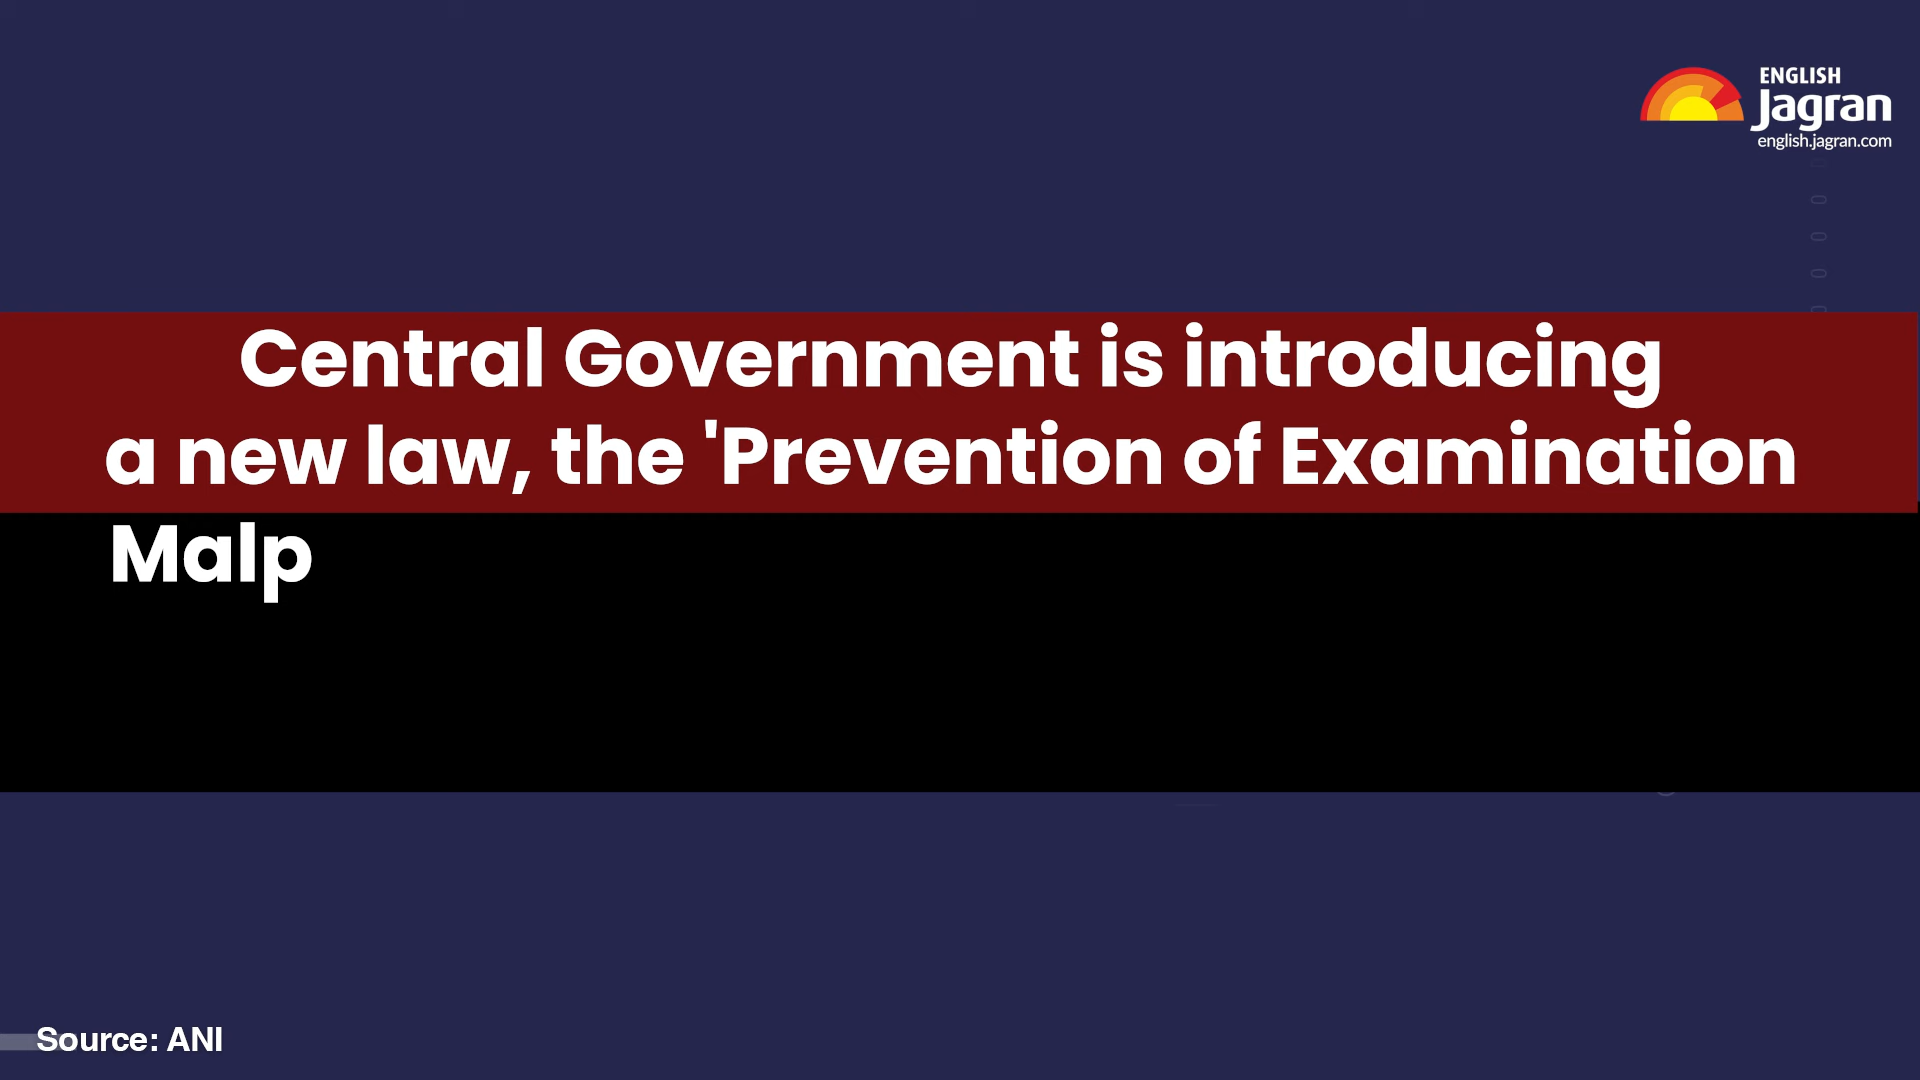 ENGLISH
Jagran
english.jagran.com
Central Government is introducing
a new law, the 'Prevention of Examination
Malp
Source: ANI